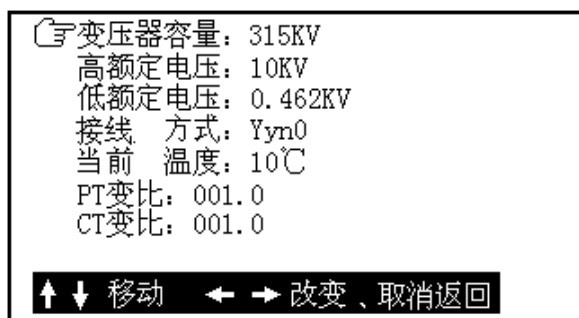 变压器容量：315KV
高额定电压：10KV
低额定电压：0.462KV
接线 方式：Yyn0
当前 温度：10℃
PT变比：001.0
CT变比：001.0
↑↓ 移动 ←→ 改变、取消返回